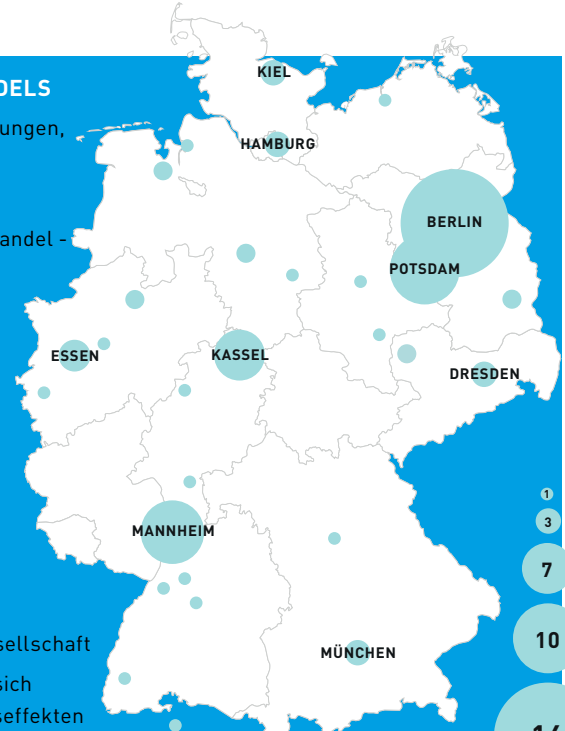 DELS
ungen,
andel -
sellschaft
sich
seffekten
KIEL
HAMBURG
BERLIN
POTSDAM
ESSEN
KASSEL
DRESDEN
MANNHEIM
MÜNCHEN
1
3
7
10